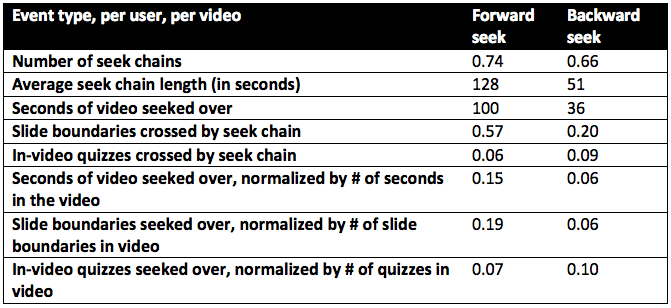 Event type, per user, per video Forward seek Backward seek
Number of seek chains 0.74 0.66
Average seek chain length (in seconds) 128 51
Seconds of video seeked over 100 36
Slide boundaries crossed by seek chain 0.57 0.20
In-video quizzes crossed by seek chain 0.06 0.09
Seconds of video seeked over, normalized by # of seconds in the video 0.15 0.06
Slide boundaries seeked over, normalized by # of slide boundaries in video 0.19 0.06
In-video quizzes seeked over, normalized by # of quizzes in video 0.07 0.10